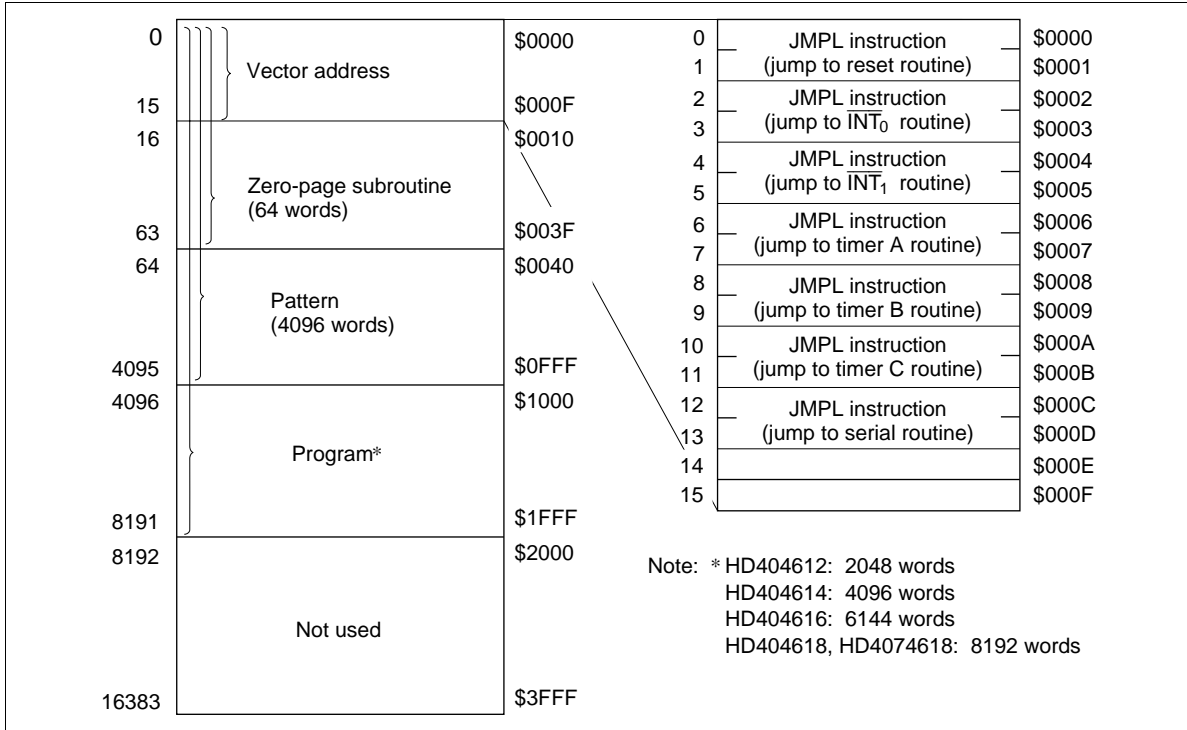 0
Vector address
$0000
15
$000F
16
$0010
Zero-page subroutine
(64 words)
63
$003F
64
$0040
Pattern
(4096 words)
4095
$0FFF
4096
$1000
Program*
8191
$1FFF
8192
$2000
Not used
16383
$3FFF
0
JMPL instruction
$0000
1
(jump to reset routine)
$0001
2
JMPL instruction
$0002
3
(jump to INT0 routine)
$0003
4
JMPL instruction
$0004
5
(jump to INT1 routine)
$0005
6
JMPL instruction
$0006
7
(jump to timer A routine)
$0007
8
JMPL instruction
$0008
9
(jump to timer B routine)
$0009
10
JMPL instruction
$000A
11
(jump to timer C routine)
$000B
12
JMPL instruction
$000C
13
(jump to serial routine)
$000D
14
$000E
15
$000F
Note: * HD404612: 2048 words
HD404614: 4096 words
HD404616: 6144 words
HD404618, HD4074618: 8192 words